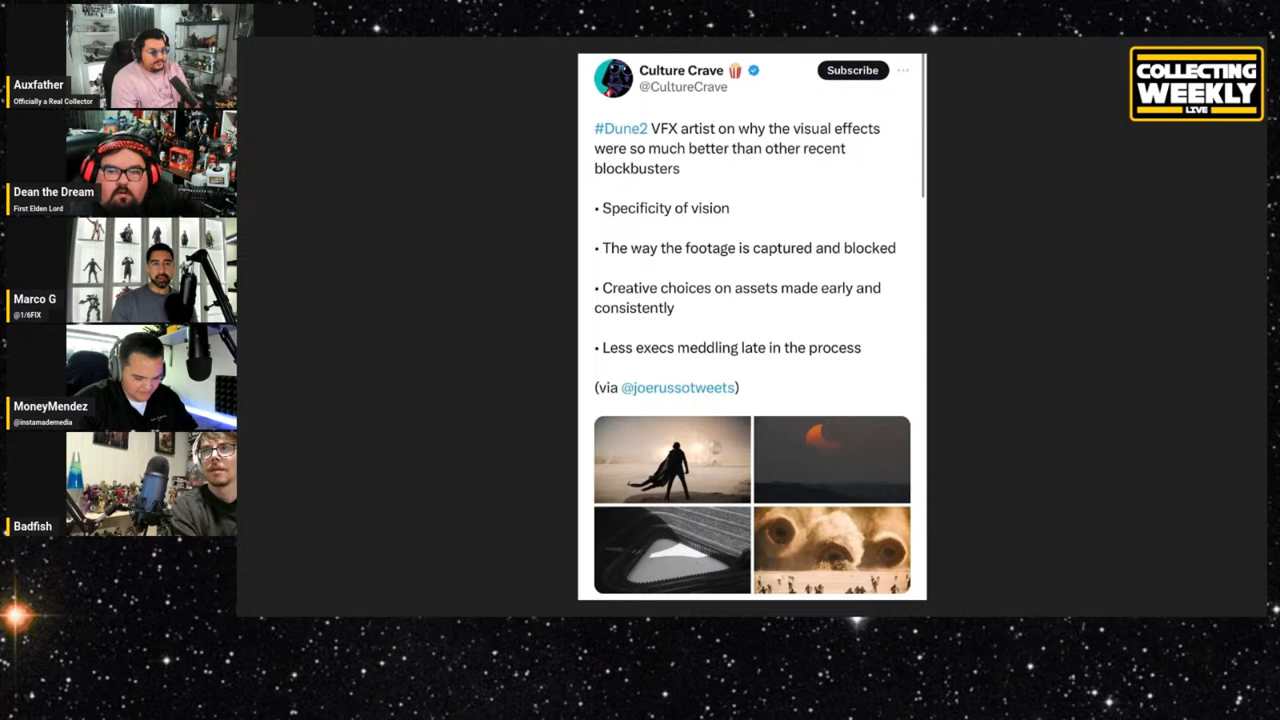 Auxfather
Officially a Real Collector
Dean the Dream
First Elden Lord
Marco G
@1/6FIX
MoneyMendez
@instamademedia
Badfish
Culture Crave
@CultureCrave
Subscribe
#Dune2 VFX artist on why the visual effects
were so much better than other recent
blockbusters
• Specificity of vision
• The way the footage is captured and blocked
• Creative choices on assets made early and
consistently
• Less execs meddling late in the process
(via @joerussotweets)
COLLECTING
WEEKLY
LIVE